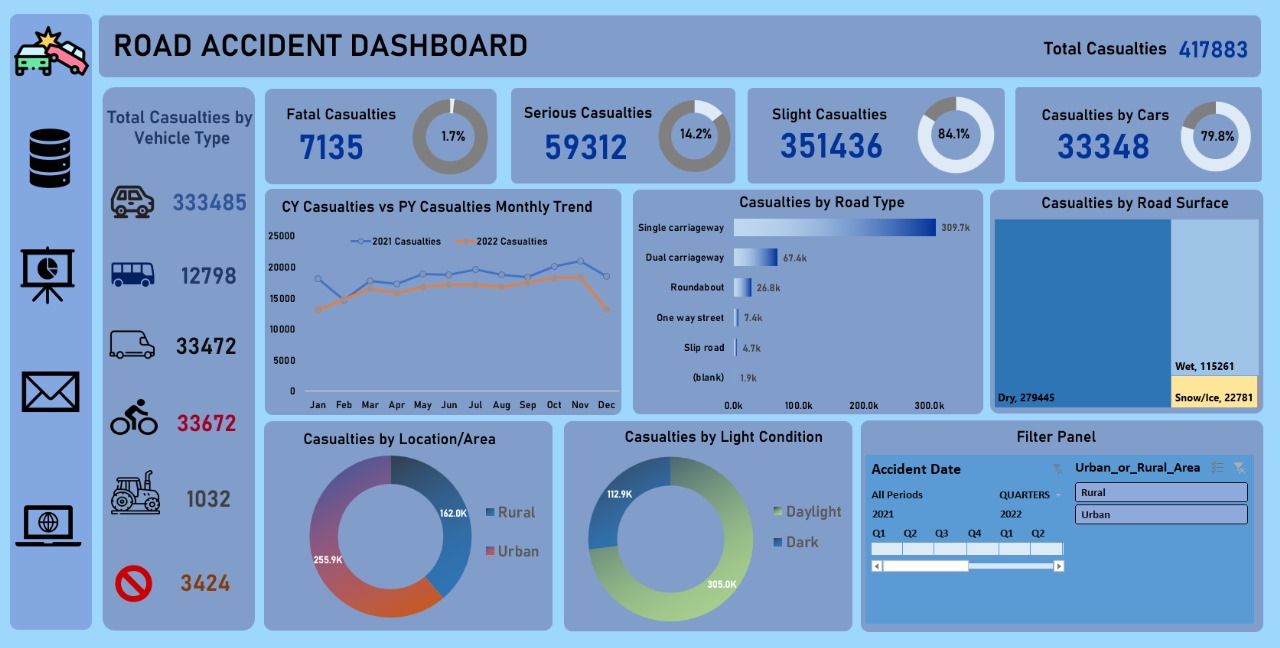 ROAD ACCIDENT DASHBOARD
Total Casualties 417883
Total Casualties by
Vehicle Type
333485
12798
33472
33672
1032
3424
Fatal Casualties
7135
1.7%
Serious Casualties
59312
14.2%
Slight Casualties
351436
84.1%
Casualties by Cars
33348
79.8%
CY Casualties vs PY Casualties Monthly Trend
2021 Casualties 2022 Casualties
25000
20000
15000
10000
5000
0
Jan Feb Mar Apr May Jun Jul Aug Sep Oct Nov Dec
Casualties by Road Type
Single carriageway 309.7k
Dual carriageway 67.4k
Roundabout 26.8k
One way street 7.4k
Slip road 4.7k
(blank) 1.9k
0.0k 100.0k 200.0k 300.0k
Casualties by Road Surface
Dry, 279445
Wet, 115261
Snow/Ice, 22781
Casualties by Location/Area
162.0K
255.9K
Rural
Urban
Casualties by Light Condition
112.9K
305.0K
Daylight
Dark
Filter Panel
Accident Date
All Periods QUARTERS
2021 2022
Q1 Q2 Q3 Q4 Q1 Q2
Urban_or_Rural_Area
Rural
Urban